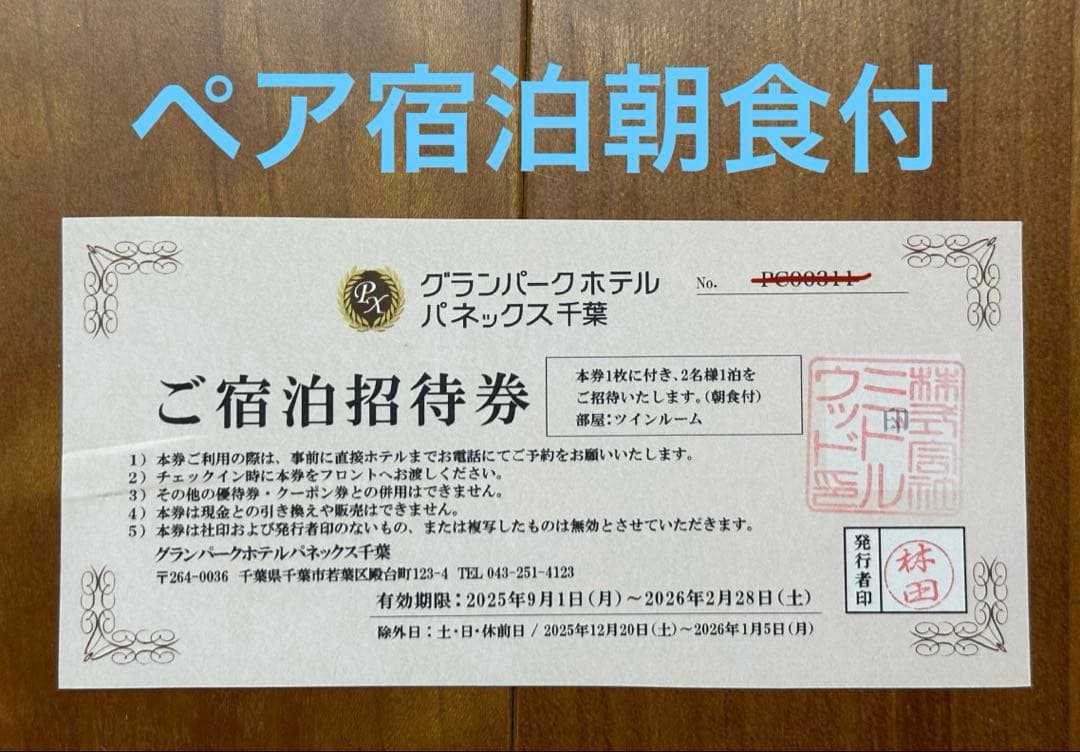 ペア宿泊朝食付
PX
グランパークホテル
パネックス千葉
No. PC00311
ご宿泊招待券
本券1枚に付き、2名様1泊を
ご招待いたします。(朝食付)
部屋:ツインルーム
株式会社
ミドル
ウッド印
印
1）本券ご利用の際は、事前に直接ホテルまでお電話にてご予約をお願いいたします。
2）チェックイン時に本券をフロントへお渡しください。
3）その他の優待券・クーポン券との併用はできません。
4）本券は現金との引き換えや販売はできません。
5）本券は社印および発行者印のないもの、または複写したものは無効とさせていただきます。
グランパークホテルパネックス千葉
〒264-0036 千葉県千葉市若葉区殿台町123-4 TEL 043-251-4123
発行者印
林田
有効期限:2025年9月1日(月)～2026年2月28日(土)
除外日:土・日・休前日 / 2025年12月20日(土)～2026年1月5日(月)